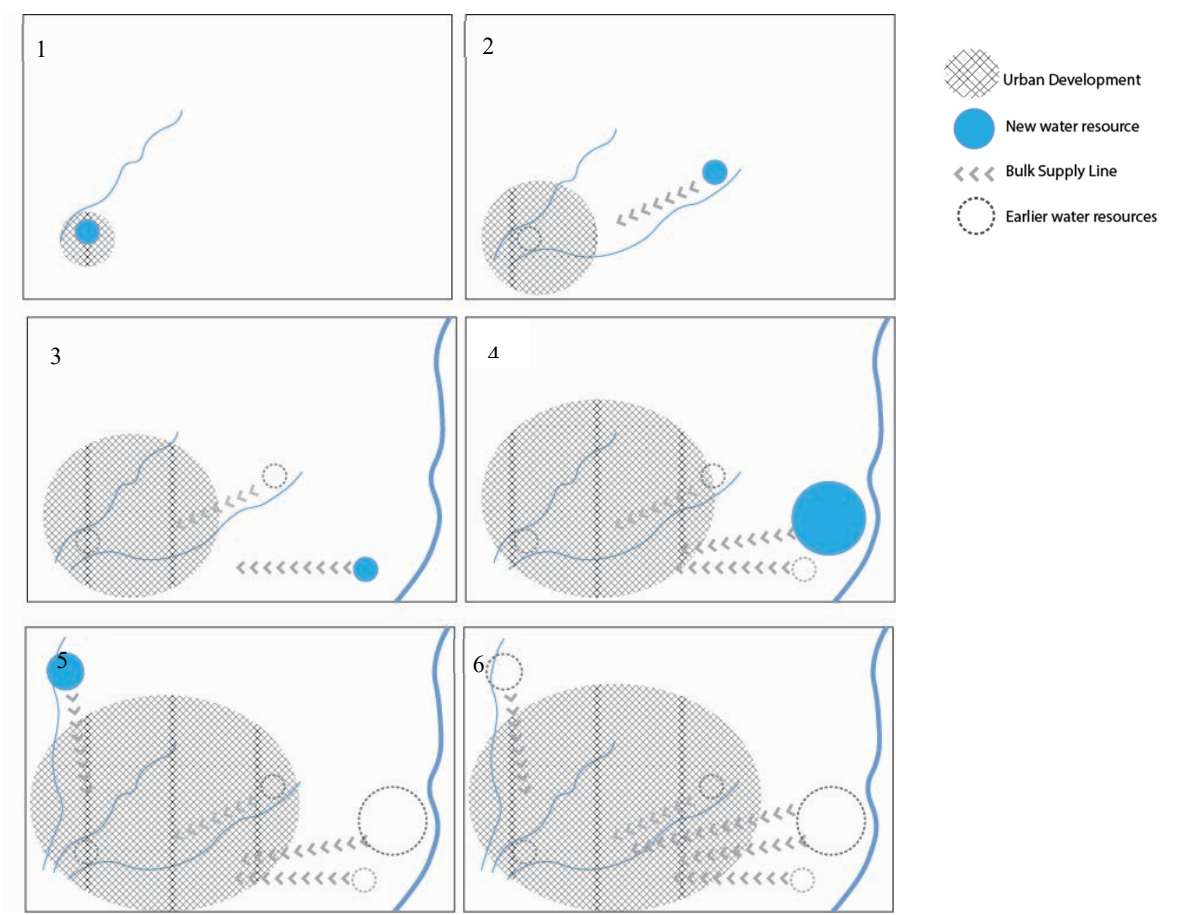 1
2
Urban Development
New water resource
Bulk Supply Line
Earlier water resources
3
4
5
6